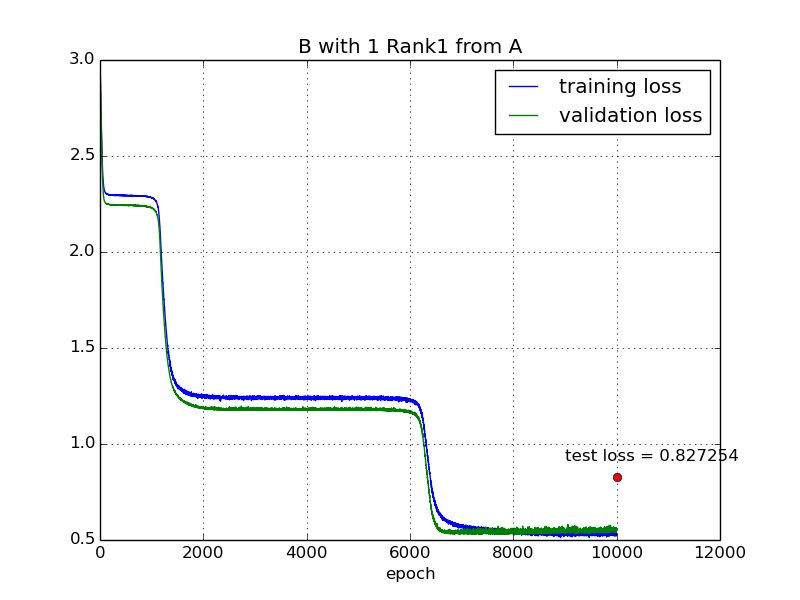 B with 1 Rank1 from A
3.0
training loss
validation loss
2.5
2.0
1.5
1.0
test loss = 0.827254
0.5
0 2000 4000 6000 8000 10000 12000
epoch